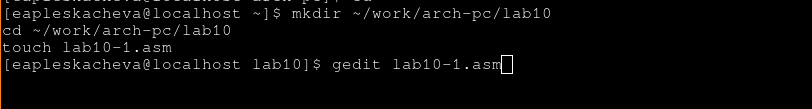 [eapleskacheva@localhost ~]$ mkdir ~/work/arch-pc/lab10
cd ~/work/arch-pc/lab10
touch lab10-1.asm
[eapleskacheva@localhost lab10]$ gedit lab10-1.asm